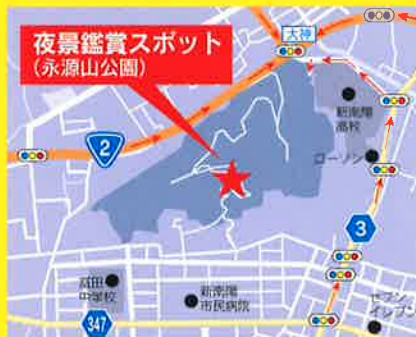 夜景鑑賞スポット
(永源山公園)
大神
2
新南陽
高校
ローソン
3
富田
中学校
新南陽
市民病院
セブン
イレブン
347